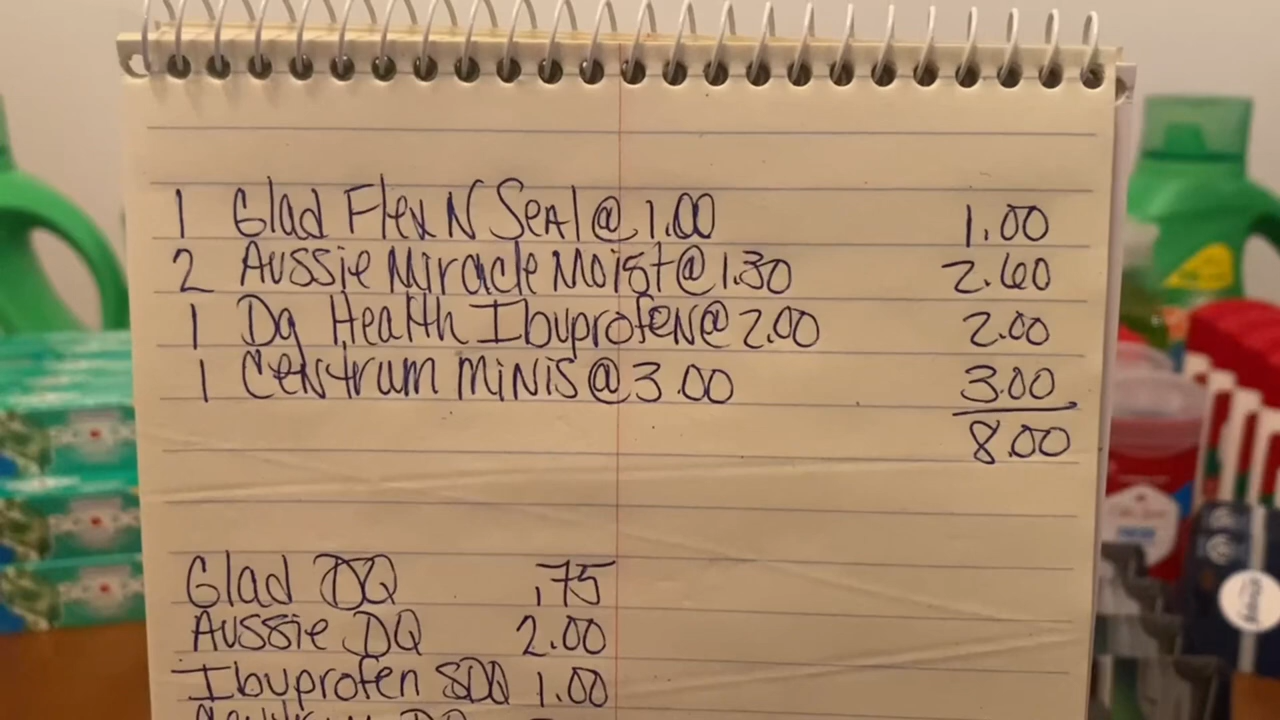 1 Glad Flex N Seal @ 1.00 1.00
2 Aussie Miracle Moist @ 1.30 2.60
1 Dg Health Ibuprofen @ 2.00 2.00
1 Centrum Minis @ 3.00 3.00
8.00
Glad DQ .75
Aussie DQ 2.00
Ibuprofen SDQ 1.00